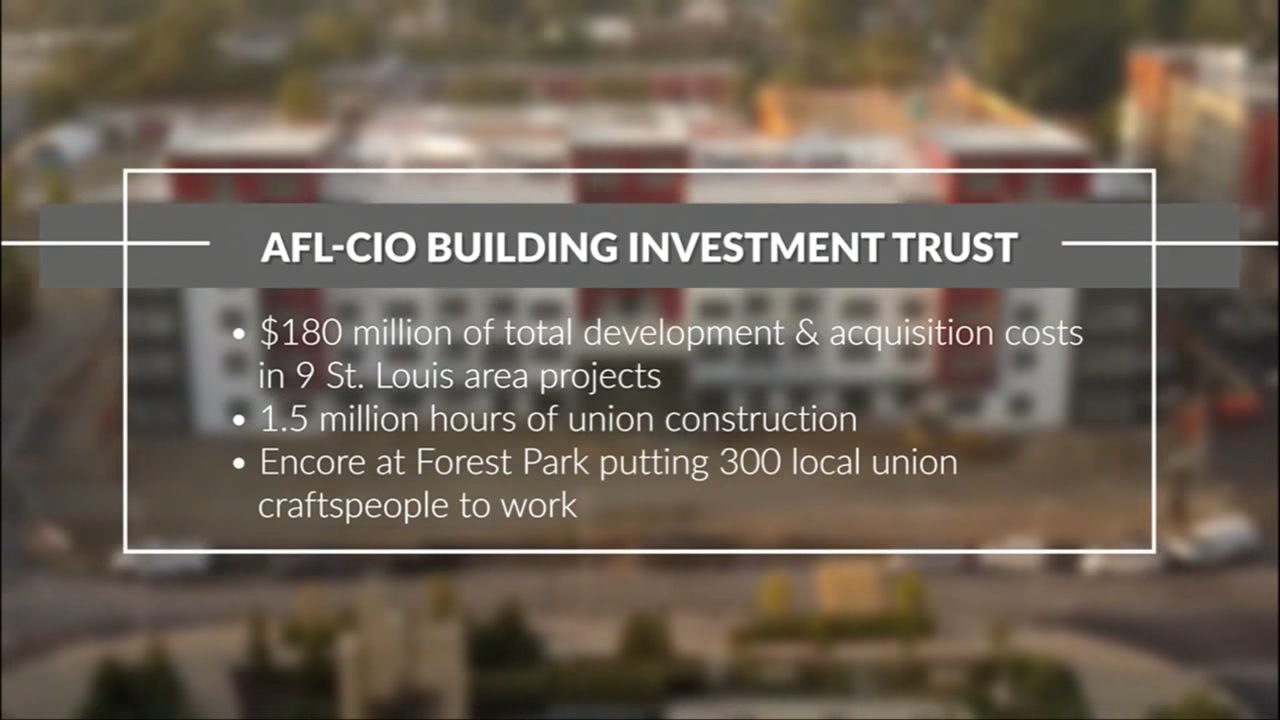 AFL-CIO BUILDING INVESTMENT TRUST
• $180 million of total development & acquisition costs
in 9 St. Louis area projects
• 1.5 million hours of union construction
• Encore at Forest Park putting 300 local union
craftspeople to work